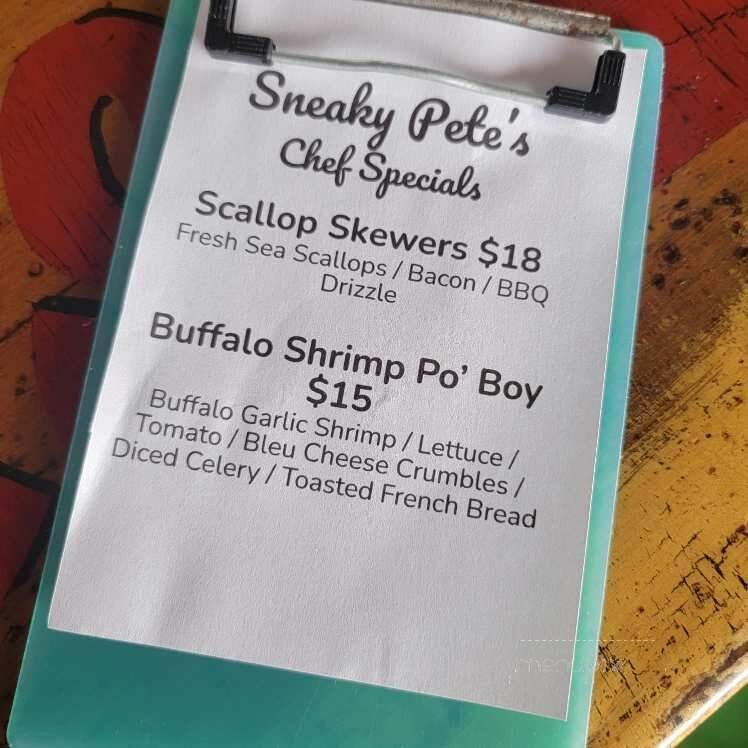 Sneaky Pete's
Chef Specials
Scallop Skewers $18
Fresh Sea Scallops / Bacon / BBQ
Drizzle
Buffalo Shrimp Po' Boy
$15
Buffalo Garlic Shrimp / Lettuce /
Tomato / Bleu Cheese Crumbles /
Diced Celery / Toasted French Bread